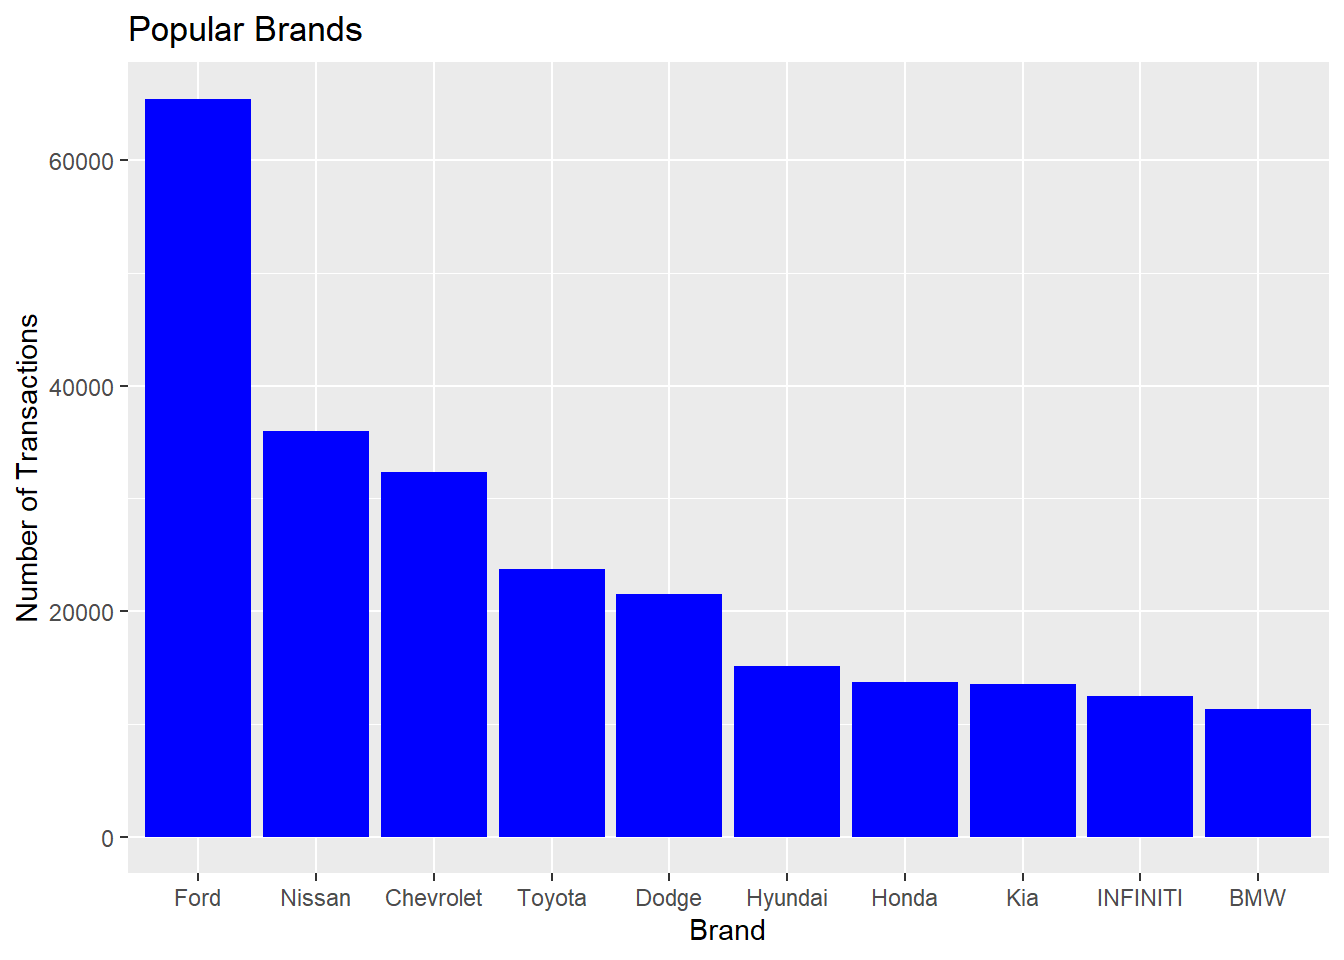 Popular Brands
Number of Transactions
60000
40000
20000
0
Ford Nissan Chevrolet Toyota Dodge Hyundai Honda Kia INFINITI BMW
Brand